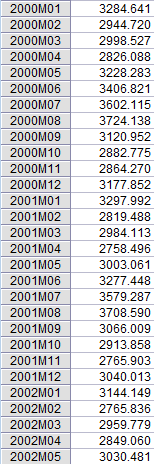 2000M01 3284.641
2000M02 2944.720
2000M03 2998.527
2000M04 2826.088
2000M05 3228.283
2000M06 3406.821
2000M07 3602.115
2000M08 3724.138
2000M09 3120.952
2000M10 2882.775
2000M11 2864.270
2000M12 3177.852
2001M01 3297.992
2001M02 2819.488
2001M03 2984.113
2001M04 2758.496
2001M05 3003.061
2001M06 3277.448
2001M07 3579.287
2001M08 3708.590
2001M09 3066.009
2001M10 2913.858
2001M11 2765.903
2001M12 3040.013
2002M01 3144.149
2002M02 2765.836
2002M03 2959.779
2002M04 2849.060
2002M05 3030.481